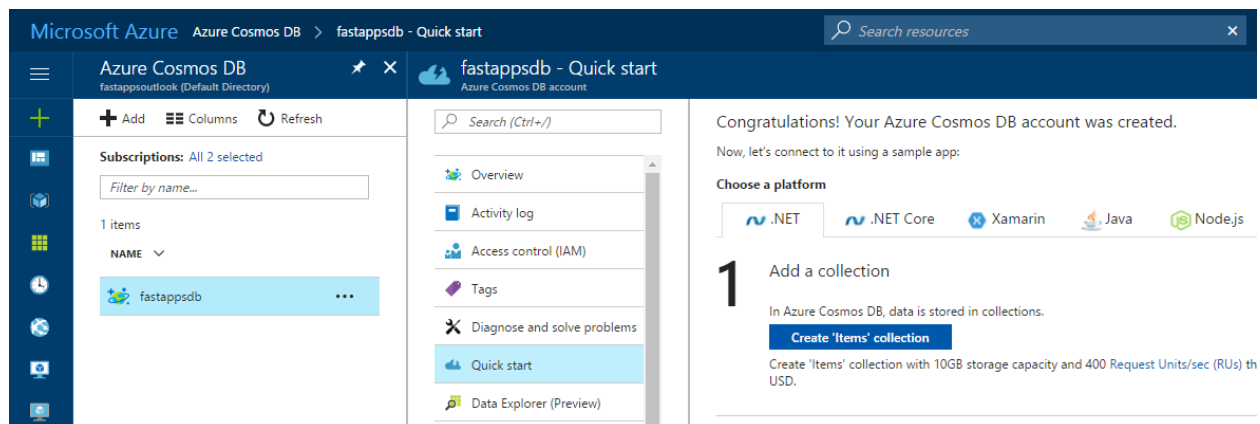 Microsoft Azure Azure Cosmos DB > fastappsdb - Quick start
Search resources
Azure Cosmos DB
fastappsoutlook (Default Directory)
Add Columns Refresh
Subscriptions: All 2 selected
Filter by name...
1 items
NAME
fastappsdb
fastappsdb - Quick start
Azure Cosmos DB account
Search (Ctrl+/)
Overview
Activity log
Access control (IAM)
Tags
Diagnose and solve problems
Quick start
Data Explorer (Preview)
Congratulations! Your Azure Cosmos DB account was created.
Now, let's connect to it using a sample app:
Choose a platform
.NET .NET Core Xamarin Java JS Node.js
1 Add a collection
In Azure Cosmos DB, data is stored in collections.
Create 'Items' collection
Create 'Items' collection with 10GB storage capacity and 400 Request Units/sec (RUs) th
USD.